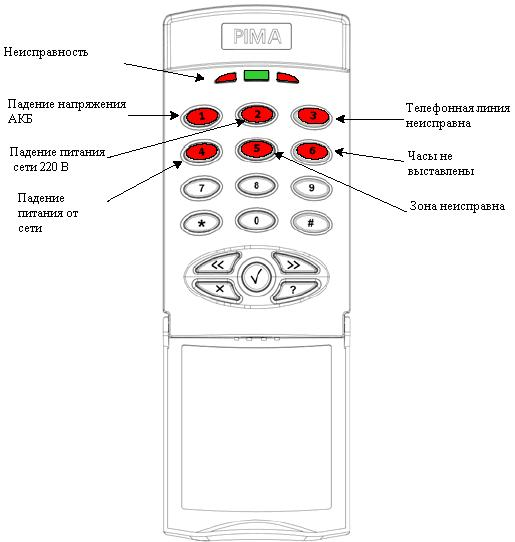 PIMA
Неисправность
Падение напряжения
АКБ
Телефонная линия
неисправна
1
2
3
Падение питания
сети 220 В
Часы не
выставлены
4
5
6
Падение
питания от
сети
Зона неисправна
7
8
9
*
0
#
<<
>>
√
×
?